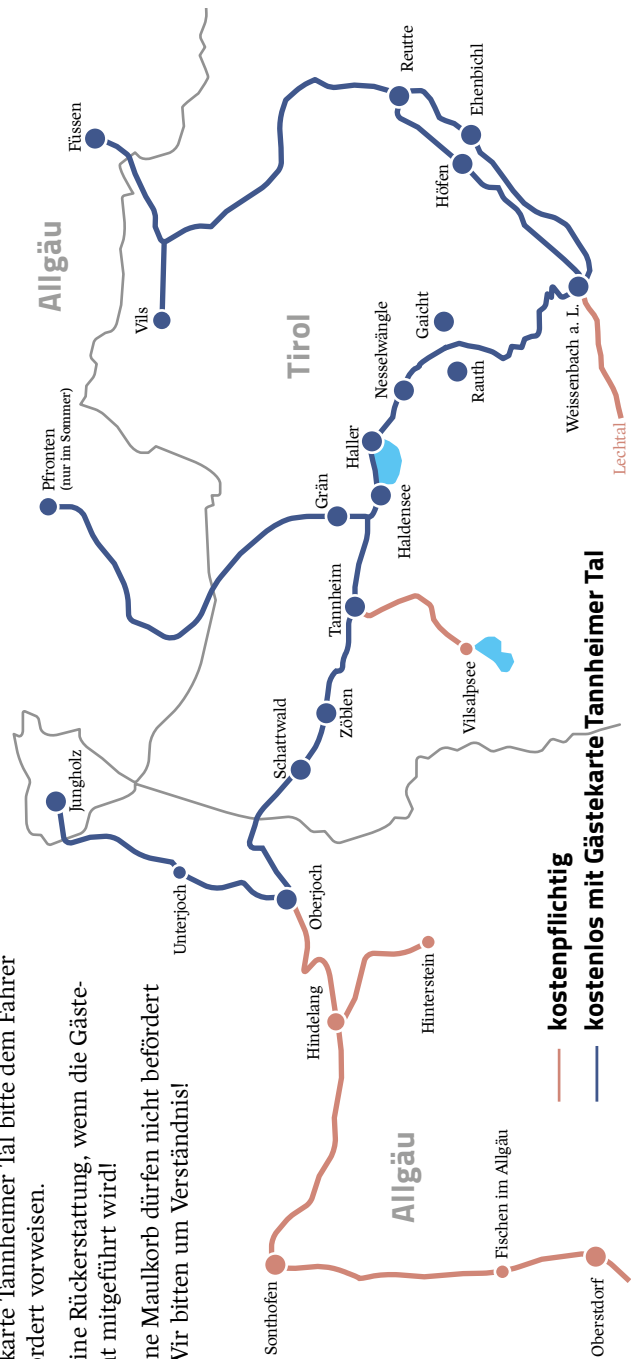 karte Tannheimer Tal bitte dem Fahrer
vorweisen.
Rückerstattung, wenn die Gäste-
mitgeführt wird!
Maulkorb dürfen nicht befördert
Wir bitten um Verständnis!
Allgäu
Füssen
Reutte
Ehenbichl
Höfen
Vils
Pfronten
(nur im Sommer)
Tirol
Nesselwängle
Gaicht
Rauth
Weissenbach a. L.
Lechtal
Haller
Grän
Haldensee
Tannheim
Vilsalpsee
Schattwald
Zöblen
Jungholz
Unterjoch
Oberjoch
Hindelang
Hinterstein
Allgäu
Sonthofen
Fischen im Allgäu
Oberstdorf
kostenpflichtig
kostenlos mit Gästekarte Tannheimer Tal